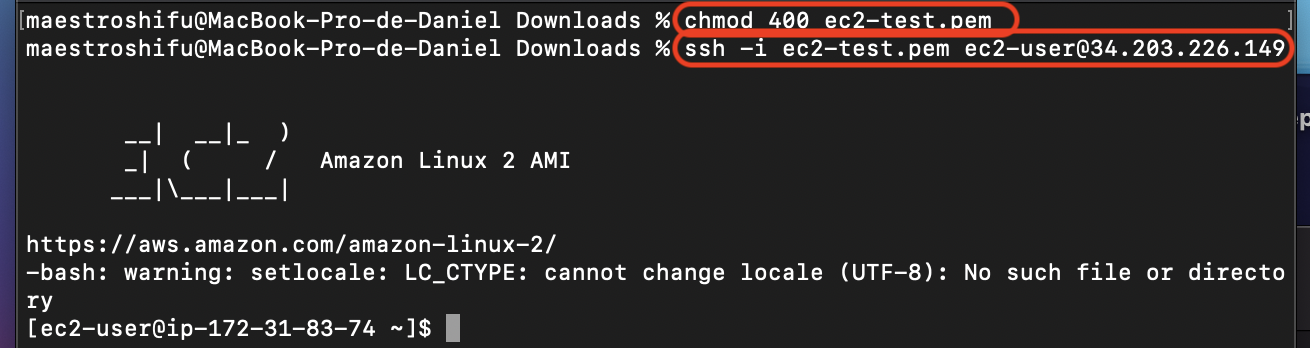 [maestroshifu@MacBook-Pro-de-Daniel Downloads % chmod 400 ec2-test.pem ]
maestroshifu@MacBook-Pro-de-Daniel Downloads % ssh -i ec2-test.pem ec2-user@34.203.226.149
       __|  __|_  )
       _|  (     /   Amazon Linux 2 AMI
      ___|\___|___|
https://aws.amazon.com/amazon-linux-2/
-bash: warning: setlocale: LC_CTYPE: cannot change locale (UTF-8): No such file or directo
ry
[ec2-user@ip-172-31-83-74 ~]$